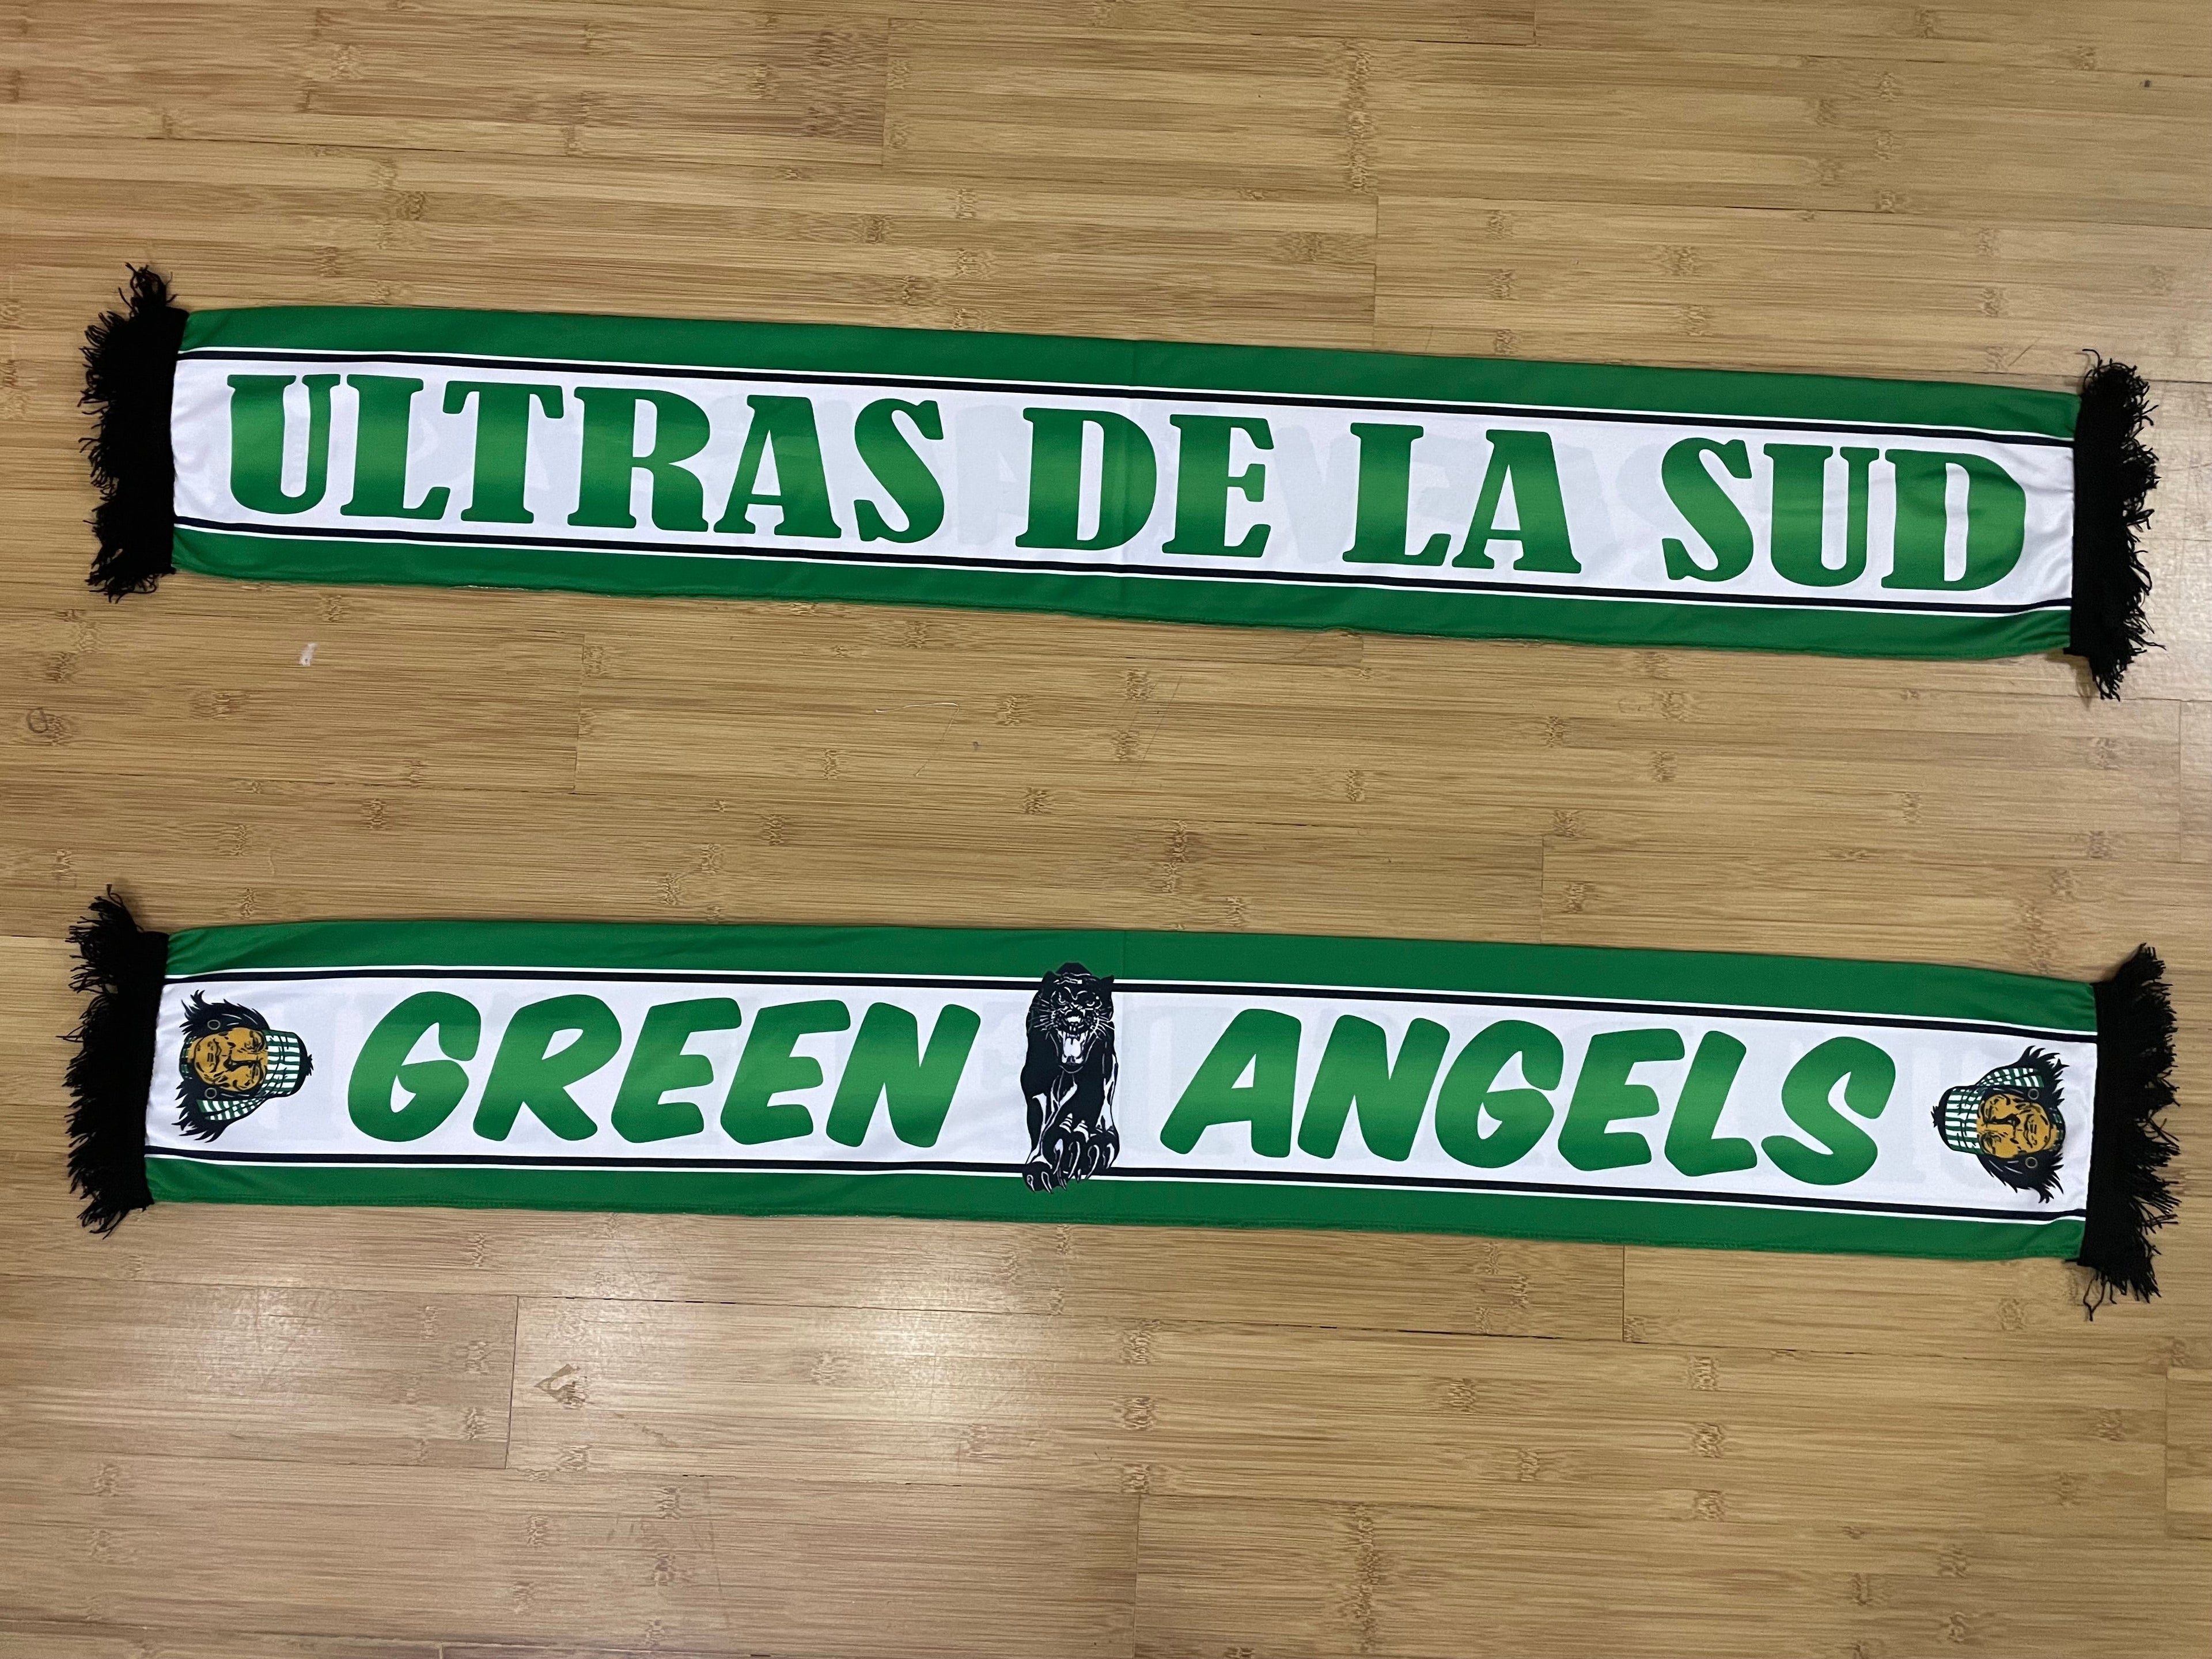 ULTRAS DE LA SUD
GREEN ANGELS